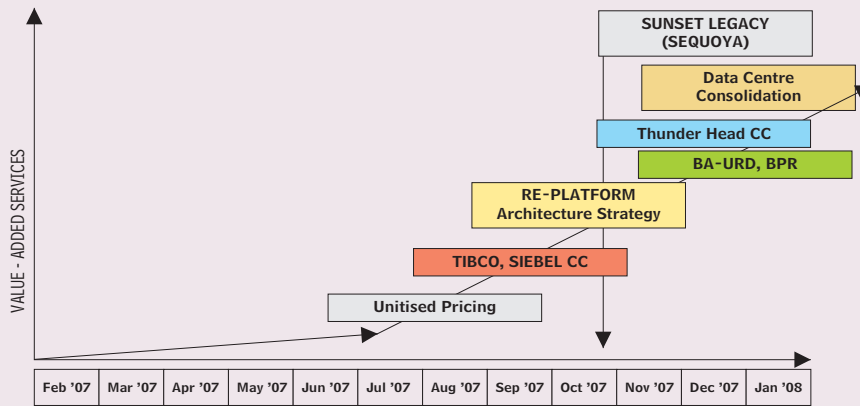 SUNSET LEGACY
(SEQUOYA)
Data Centre
Consolidation
Thunder Head CC
BA-URD, BPR
RE-PLATFORM
Architecture Strategy
TIBCO, SIEBEL CC
Unitised Pricing
VALUE - ADDED SERVICES
Feb '07 Mar '07 Apr '07 May '07 Jun '07 Jul '07 Aug '07 Sep '07 Oct '07 Nov '07 Dec '07 Jan '08